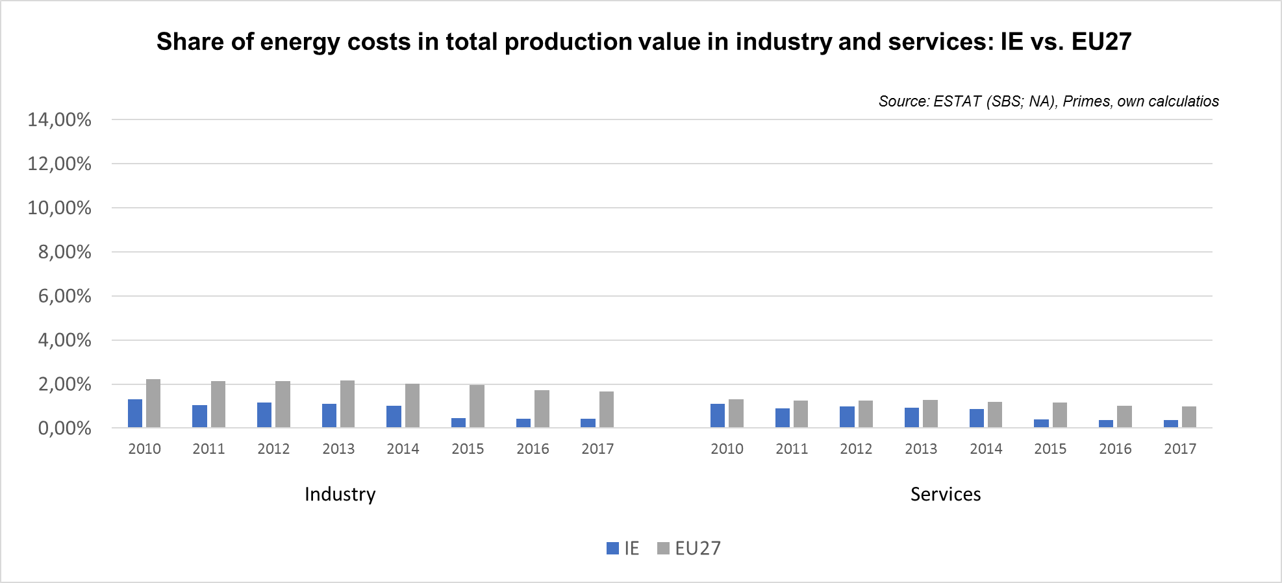 Share of energy costs in total production value in industry and services: IE vs. EU27
Source: ESTAT (SBS; NA), Primes, own calculatios
14,00%
12,00%
10,00%
8,00%
6,00%
4,00%
2,00%
0,00%
2010 2011 2012 2013 2014 2015 2016 2017 2010 2011 2012 2013 2014 2015 2016 2017
Industry Services
IE EU27